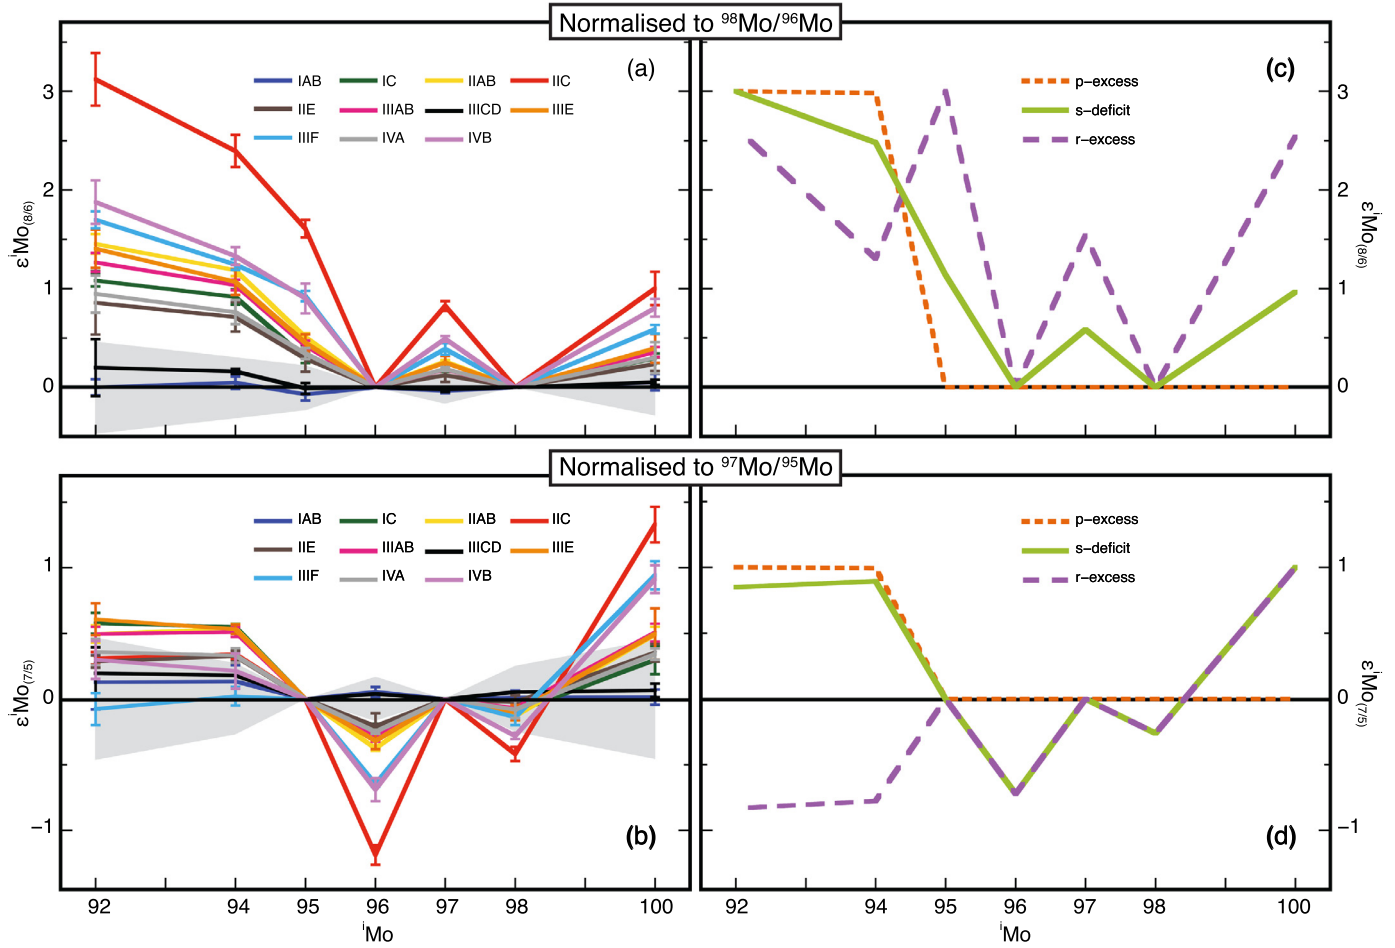 Normalised to ⁹⁸Mo/⁹⁶Mo
(a)
IAB IC IIAB IIC
IIE IIIAB IIICD IIIE
IIIF IVA IVB
3
2
1
0
εⁱMo(8/6)
(c)
p−excess
s−deficit
r−excess
3
2
1
0
εⁱMo(8/6)
Normalised to ⁹⁷Mo/⁹⁵Mo
IAB IC IIAB IIC
IIE IIIAB IIICD IIIE
IIIF IVA IVB
1
0
−1
εⁱMo(7/5)
(b)
92 94 95 96 97 98 100
ⁱMo
p−excess
s−deficit
r−excess
1
0
−1
εⁱMo(7/5)
(d)
92 94 95 96 97 98 100
ⁱMo